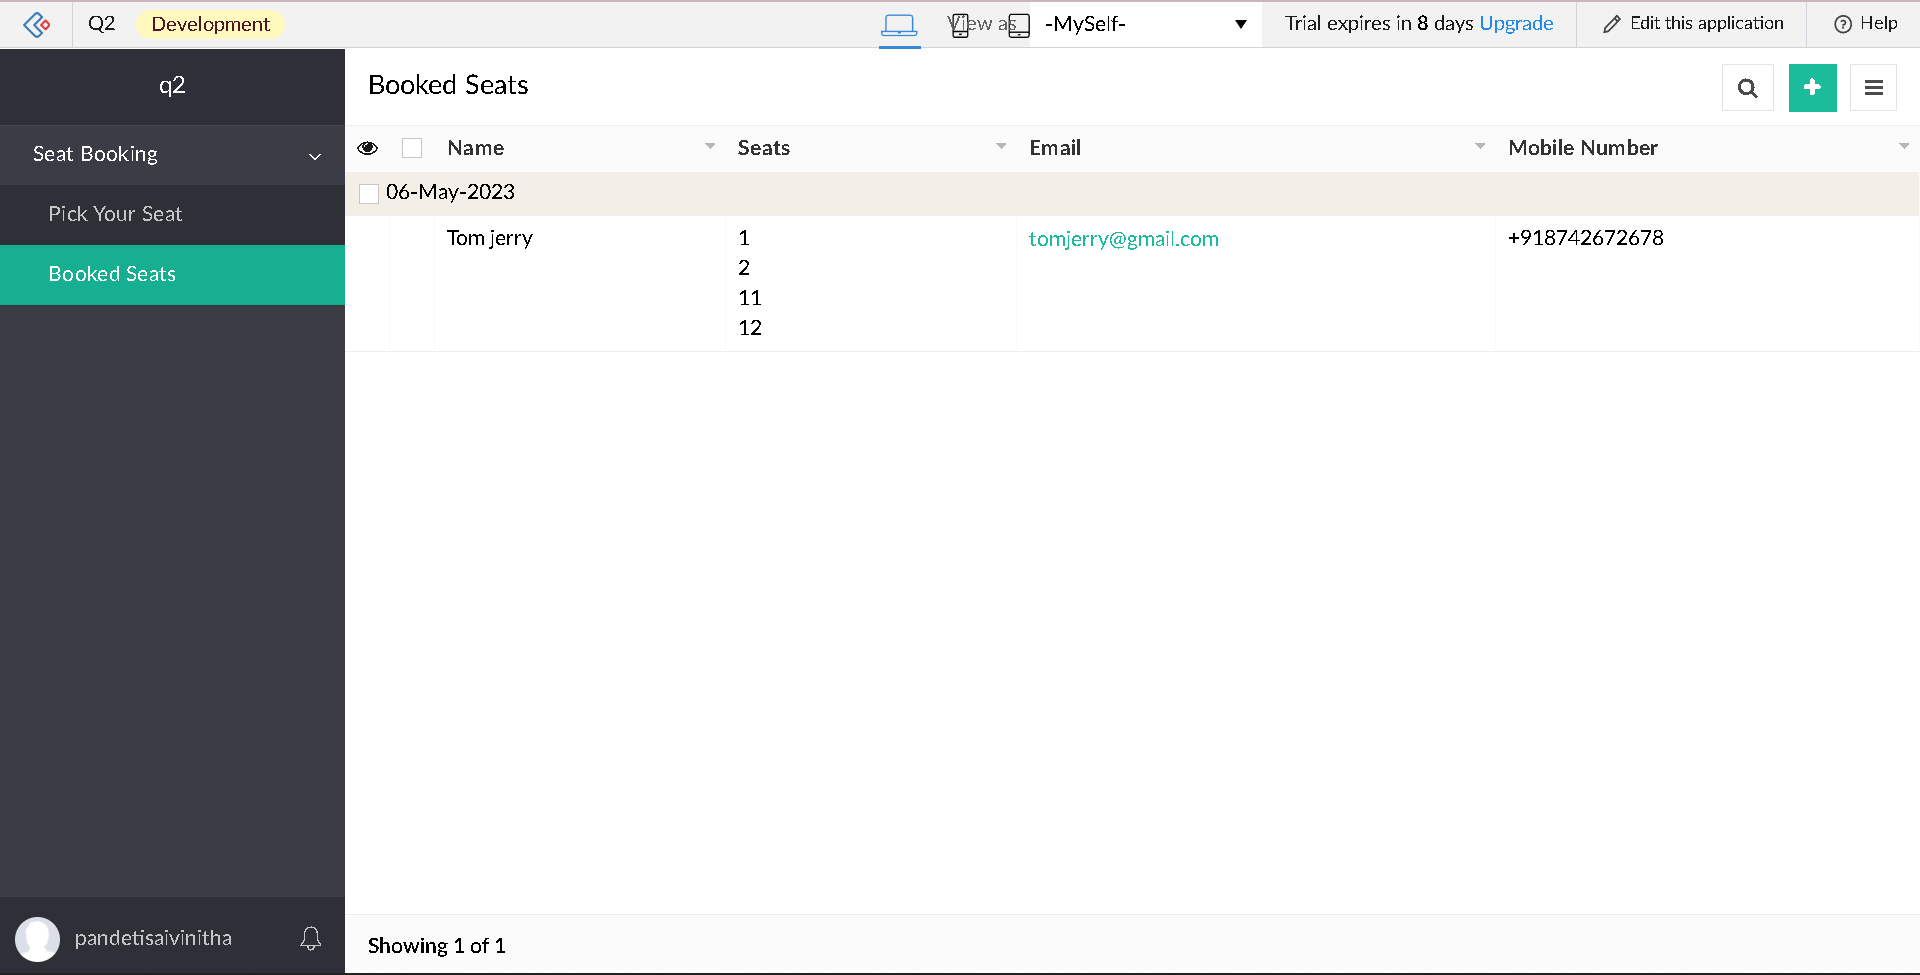 Q2 Development View as -MySelf- Trial expires in 8 days Upgrade Edit this application Help
q2
Seat Booking
Pick Your Seat
Booked Seats
Booked Seats
Name Seats Email Mobile Number
06-May-2023
Tom jerry 1 tomjerry@gmail.com +918742672678
2
11
12
pandetisaivinitha
Showing 1 of 1